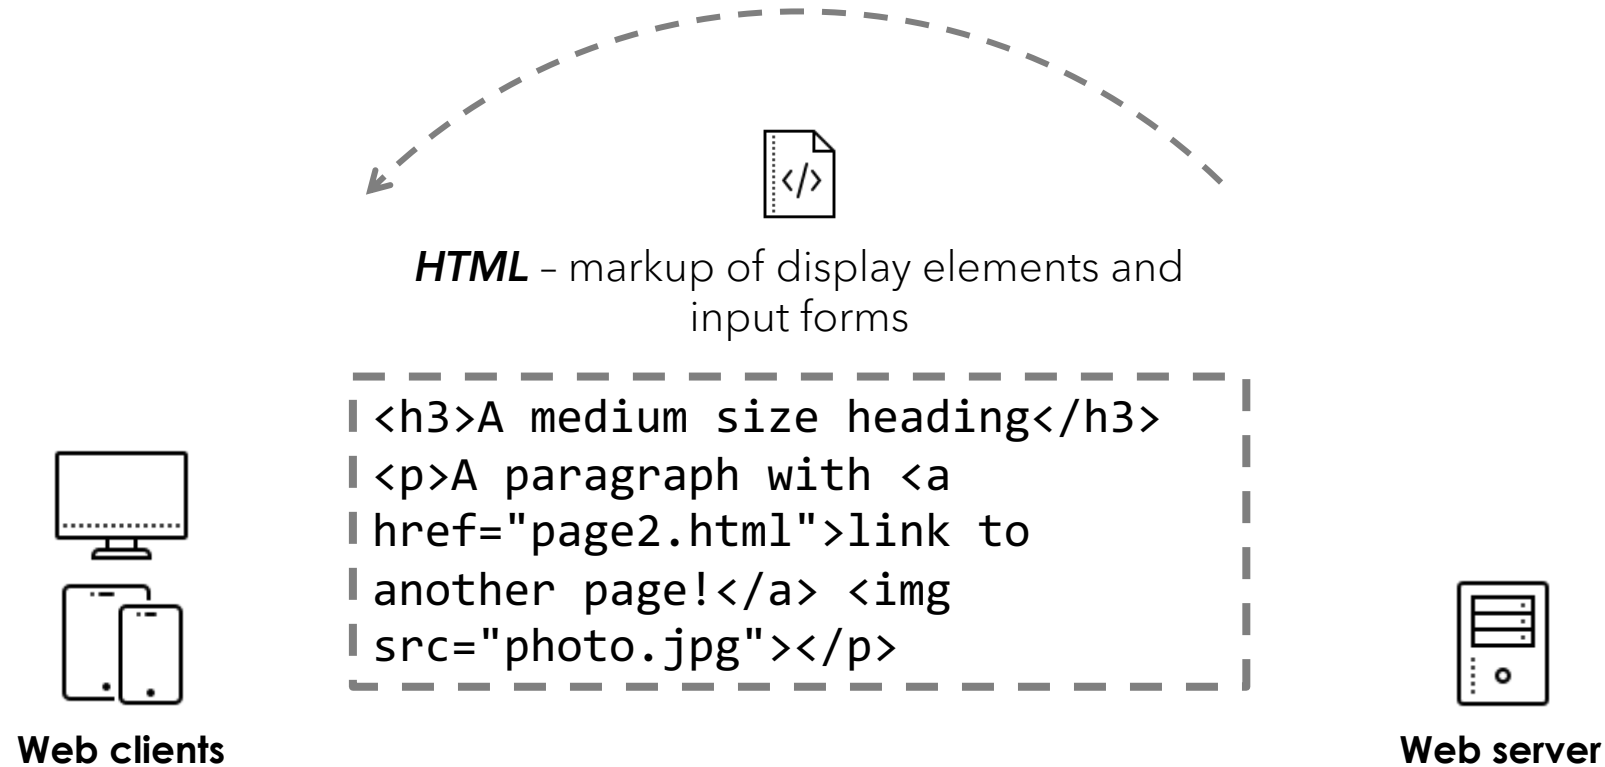 </>
HTML – markup of display elements and
input forms
<h3>A medium size heading</h3>
<p>A paragraph with <a
href="page2.html">link to
another page!</a> <img
src="photo.jpg"></p>
Web clients
Web server